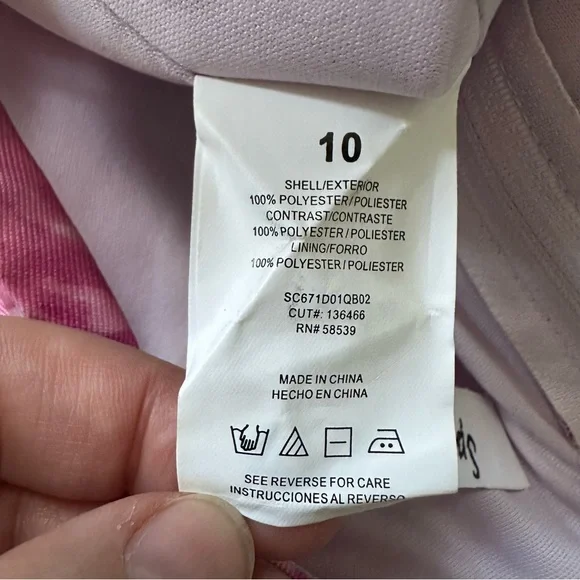 10
SHELL/EXTERIOR
100% POLYESTER/POLIESTER
CONTRAST/CONTRASTE
100% POLYESTER/POLIESTER
LINING/FORRO
100% POLYESTER/POLIESTER
SC671D01QB02
CUT#: 136466
RN# 58539
MADE IN CHINA
HECHO EN CHINA
SEE REVERSE FOR CARE
INSTRUCCIONES AL REVERSO